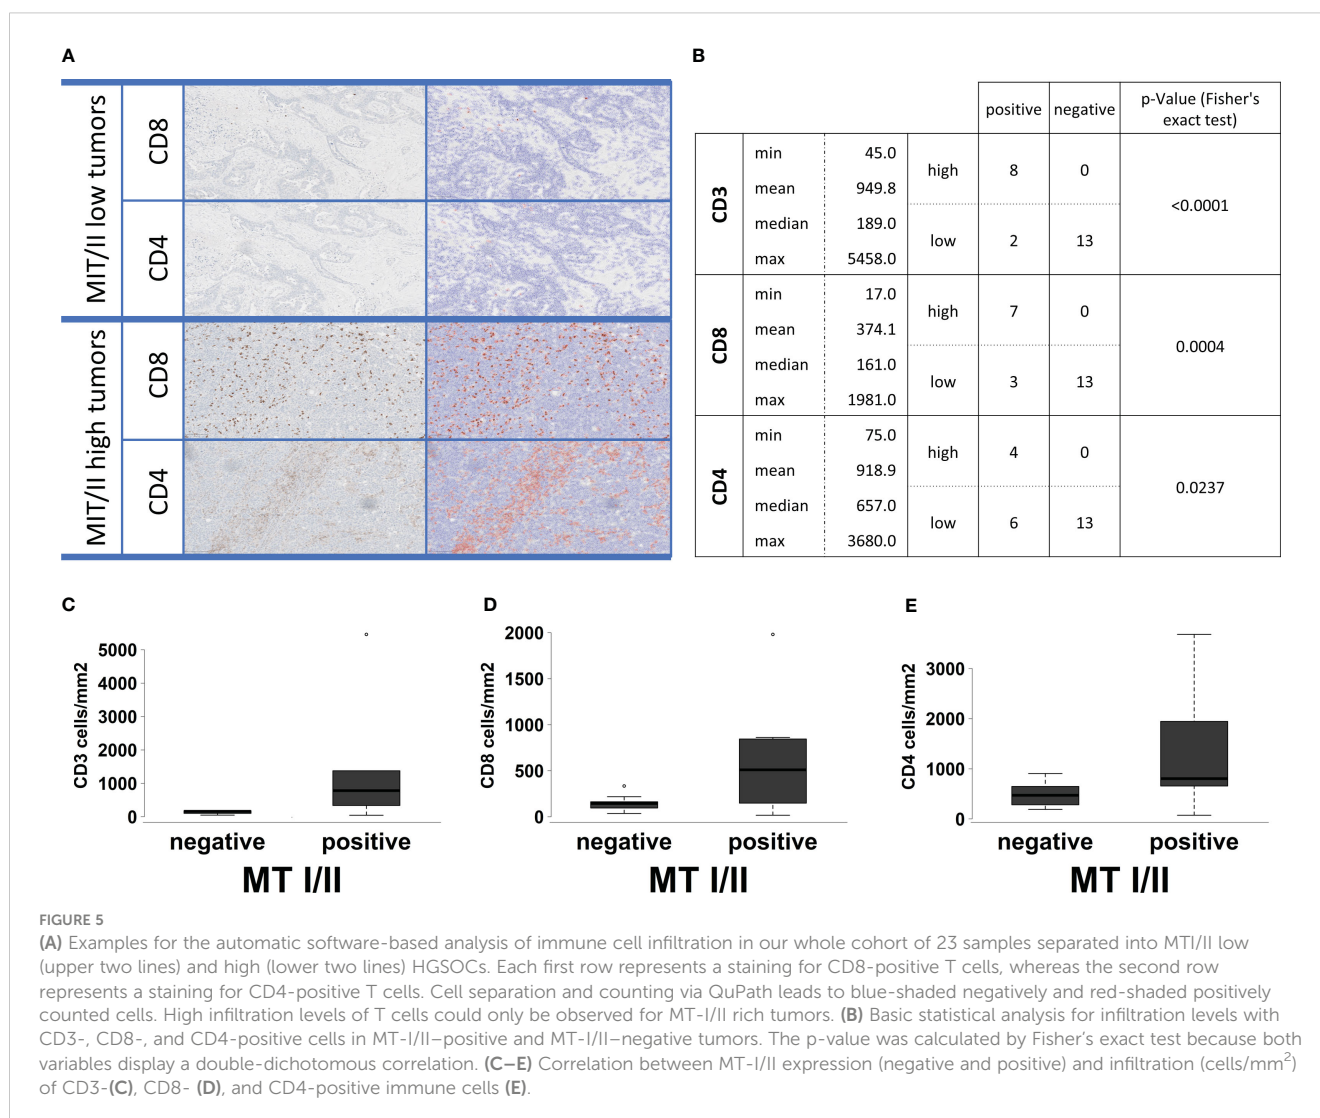 A
MIT/II low tumors
CD8
CD4
MIT/II high tumors
CD8
CD4
B
positive negative p-Value (Fisher's
exact test)
CD3
min 45.0
mean 949.8
median 189.0
max 5458.0
high 8 0
low 2 13
<0.0001
CD8
min 17.0
mean 374.1
median 161.0
max 1981.0
high 7 0
low 3 13
0.0004
CD4
min 75.0
mean 918.9
median 657.0
max 3680.0
high 4 0
low 6 13
0.0237
C
CD3 cells/mm2
5000
4000
3000
2000
1000
0
negative positive
MT I/II
D
CD8 cells/mm2
2000
1500
1000
500
0
negative positive
MT I/II
E
CD4 cells/mm2
3000
2000
1000
0
negative positive
MT I/II
FIGURE 5
(A) Examples for the automatic software-based analysis of immune cell infiltration in our whole cohort of 23 samples separated into MTI/II low
(upper two lines) and high (lower two lines) HGSOCs. Each first row represents a staining for CD8-positive T cells, whereas the second row
represents a staining for CD4-positive T cells. Cell separation and counting via QuPath leads to blue-shaded negatively and red-shaded positively
counted cells. High infiltration levels of T cells could only be observed for MT-I/II rich tumors. (B) Basic statistical analysis for infiltration levels with
CD3-, CD8-, and CD4-positive cells in MT-I/II–positive and MT-I/II–negative tumors. The p-value was calculated by Fisher's exact test because both
variables display a double-dichotomous correlation. (C–E) Correlation between MT-I/II expression (negative and positive) and infiltration (cells/mm²)
of CD3-(C), CD8- (D), and CD4-positive immune cells (E).